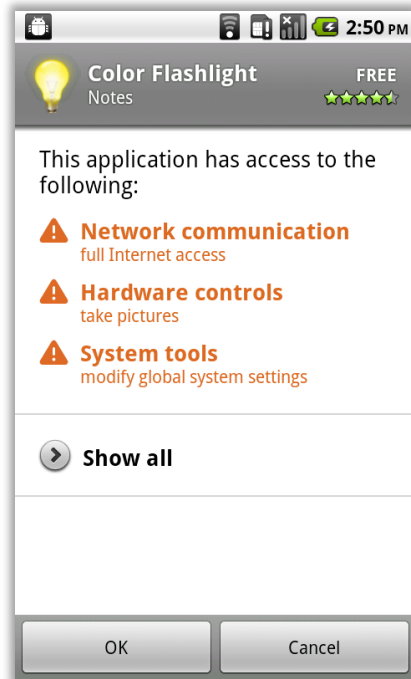 2:50 PM
Color Flashlight
FREE
Notes
This application has access to the
following:
Network communication
full Internet access
Hardware controls
take pictures
System tools
modify global system settings
Show all
OK
Cancel